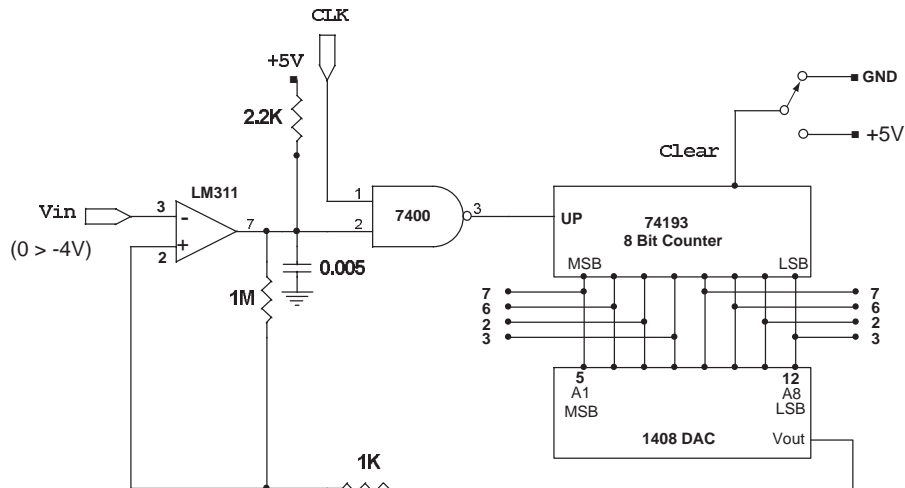 CLK
+5V
2.2K
GND
+5V
Clear
LM311
Vin
3
-
7
(0 > -4V)
+
2
1
2
7400
3
UP
74193
8 Bit Counter
MSB
LSB
0.005
1M
7
6
2
3
7
6
2
3
5
A1
MSB
12
A8
LSB
1408 DAC
Vout
1K